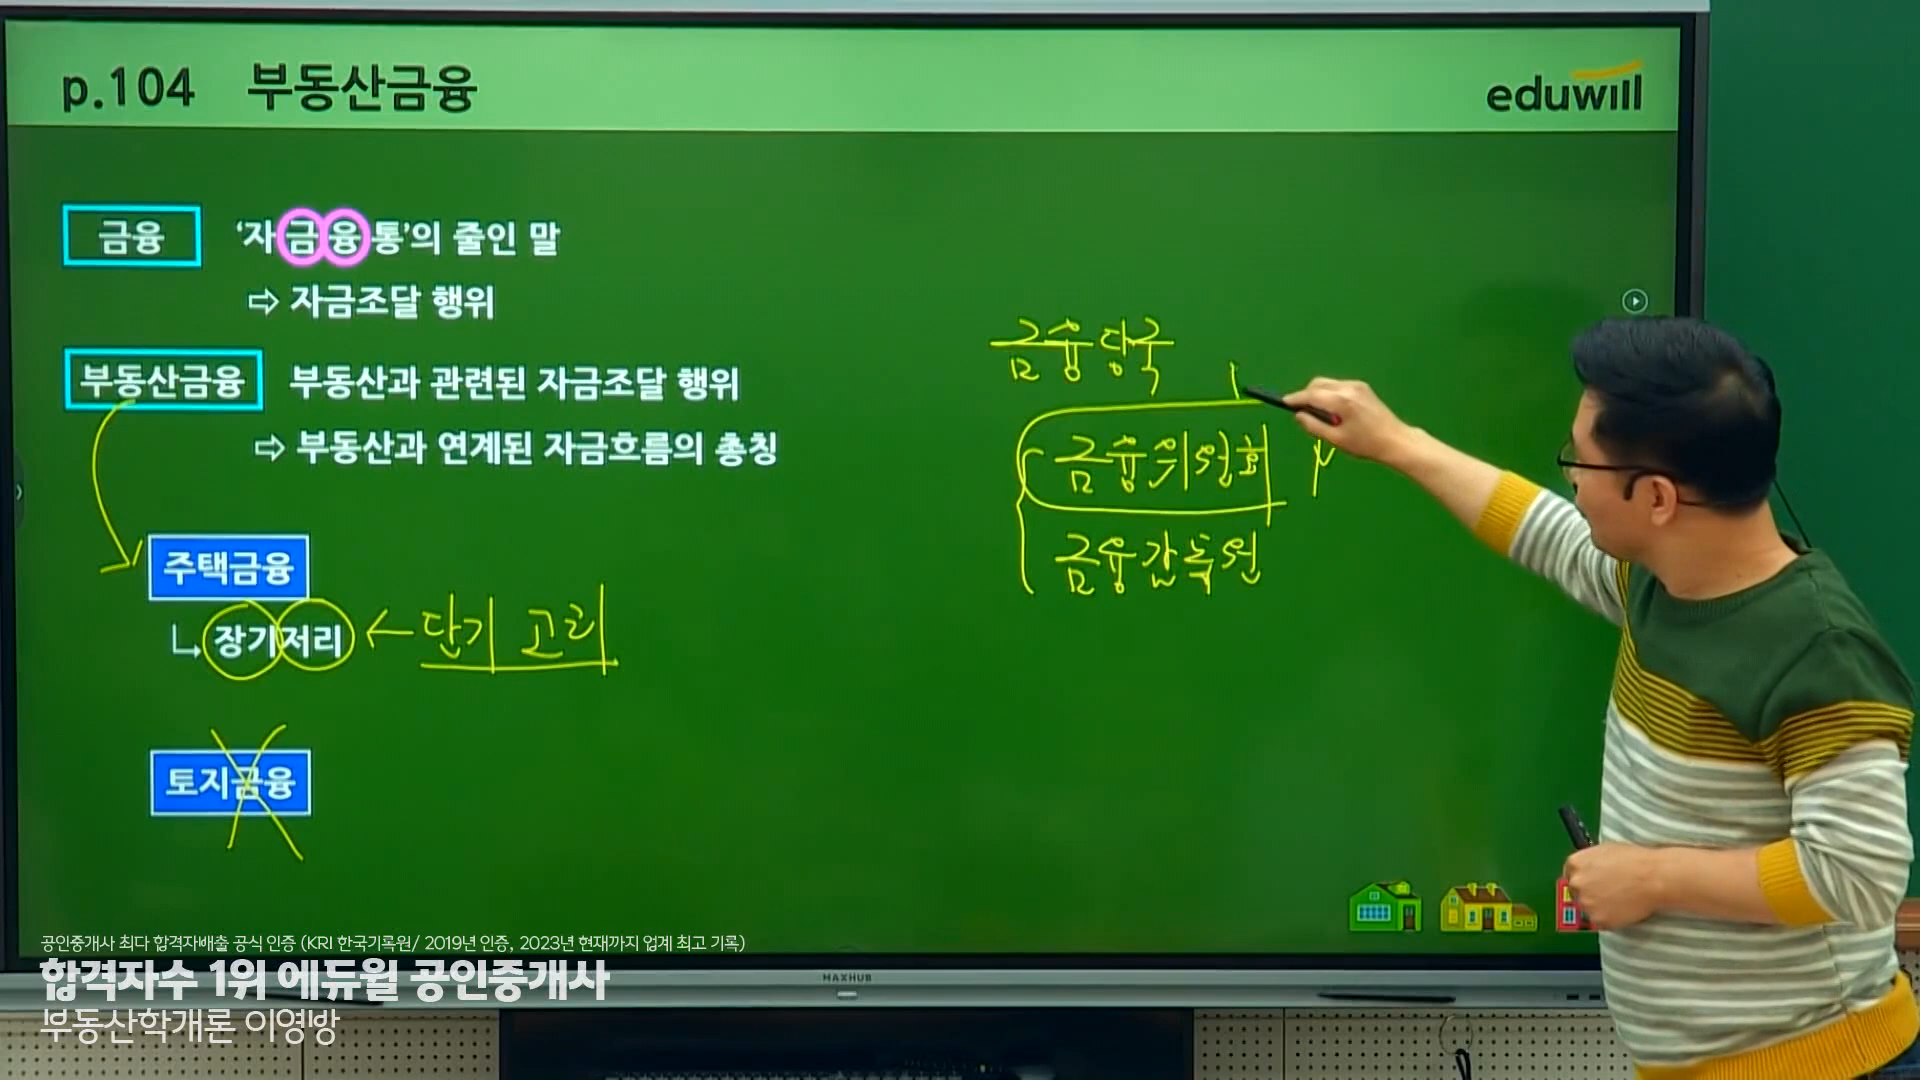 p.104 부동산금융
eduwill
금융 '자금융통'의 줄인 말
⇨ 자금조달 행위
부동산금융 부동산과 관련된 자금조달 행위
⇨ 부동산과 연계된 자금흐름의 총칭
주택금융
장기저리 ← 단기 고리
토지금융
금융당국
금융위원회
금융감독원
MAXHUB
공인중개사 최다 합격자배출 공식 인증 (KRI 한국기록원/ 2019년 인증, 2023년 현재까지 업계 최고 기록)
합격자수 1위 에듀윌 공인중개사
부동산학개론 이영방